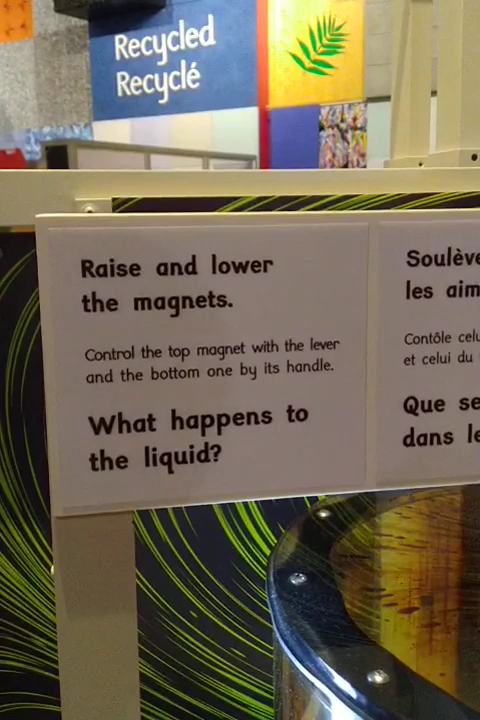 Recycled
Recyclé
Raise and lower
the magnets.
Control the top magnet with the lever
and the bottom one by its handle.
What happens to
the liquid?
Soulève
les aim
Contôle celu
et celui du
Que se
dans le